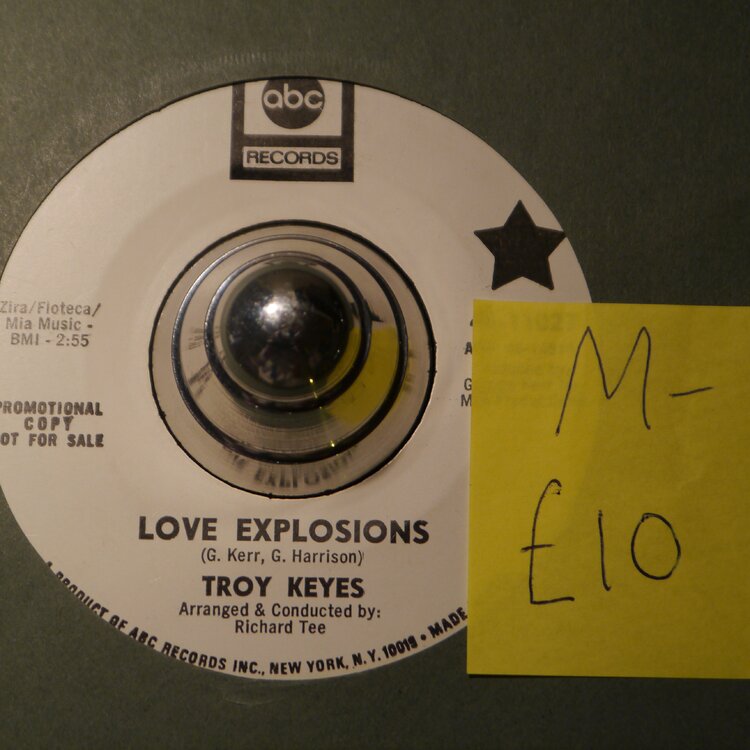 abc
RECORDS
Zira/Floteca/
Mia Music -
BMI - 2:55
PROMOTIONAL
COPY
NOT FOR SALE
LOVE EXPLOSIONS
(G. Kerr, G. Harrison)
TROY KEYES
Arranged & Conducted by:
Richard Tee
A PRODUCT OF ABC RECORDS INC., NEW YORK, N.Y. 10019 • MADE
M-
£10